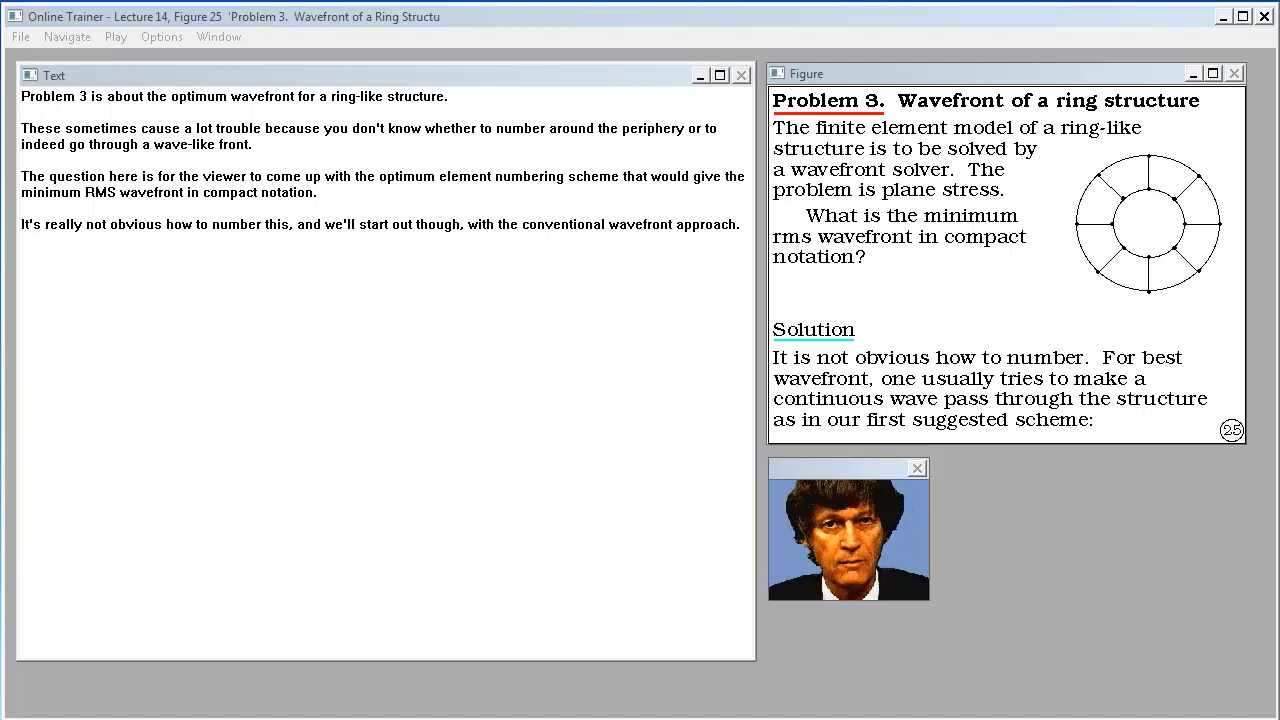 Online Trainer - Lecture 14, Figure 25 'Problem 3. Wavefront of a Ring Structu
File Navigate Play Options Window
Text
Problem 3 is about the optimum wavefront for a ring-like structure.
These sometimes cause a lot trouble because you don't know whether to number around the periphery or to
indeed go through a wave-like front.
The question here is for the viewer to come up with the optimum element numbering scheme that would give the
minimum RMS wavefront in compact notation.
It's really not obvious how to number this, and we'll start out though, with the conventional wavefront approach.
Figure
Problem 3. Wavefront of a ring structure
The finite element model of a ring-like
structure is to be solved by
a wavefront solver. The
problem is plane stress.
What is the minimum
rms wavefront in compact
notation?
Solution
It is not obvious how to number. For best
wavefront, one usually tries to make a
continuous wave pass through the structure
as in our first suggested scheme:
25